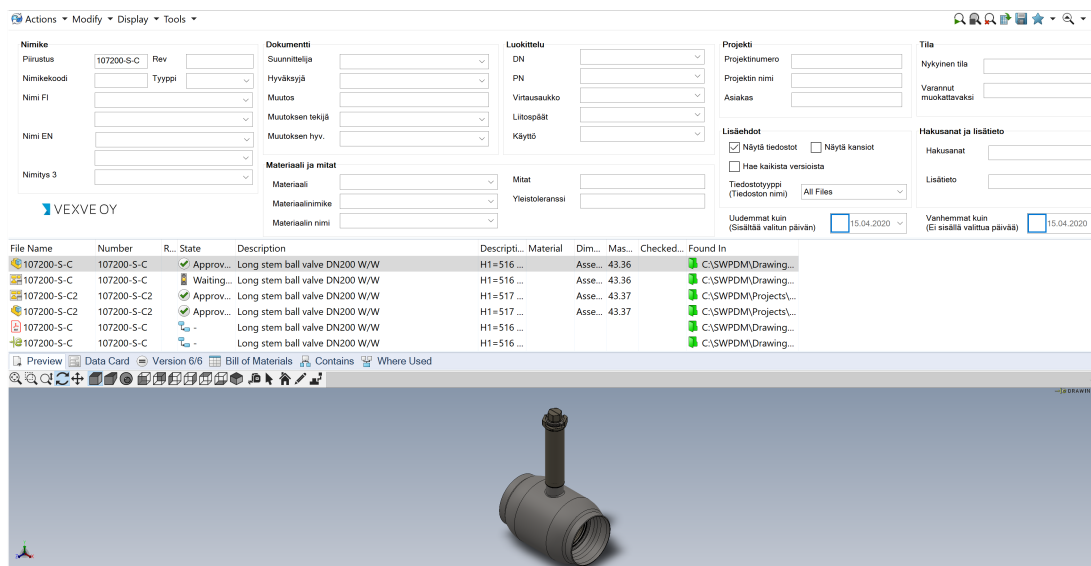 Actions Modify Display Tools
Nimike
Piirustus 107200-S-C Rev
Nimikekoodi Tyyppi
Nimi FI
Nimi EN
Nimitys 3
VEXVE OY
Dokumentti
Suunnittelija
Hyväksyjä
Muutos
Muutoksen tekijä
Muutoksen hyv.
Materiaali ja mitat
Materiaali
Materiaalinimike
Materiaalin nimi
Mitat
Yleistoleranssi
Luokittelu
DN
PN
Virtausaukko
Liitospäät
Käyttö
Projekti
Projektinumero
Projektin nimi
Asiakas
Lisäehdot
Näytä tiedostot Näytä kansiot
Hae kaikista versioista
Tiedostotyyppi
(Tiedoston nimi) All Files
Uudemmat kuin
(Sisältää valitun päivän) 15.04.2020
Tila
Nykyinen tila
Varannut
muokattavaksi
Hakusanat ja lisätieto
Hakusanat
Lisätieto
Vanhemmat kuin
(Ei sisällä valittua päivää) 15.04.2020
File Name Number R... State Description Descripti... Material Dim... Mas... Checked... Found In
107200-S-C 107200-S-C Approv... Long stem ball valve DN200 W/W H1=516 ... Asse... 43.36 C:\SWPDM\Drawing...
107200-S-C 107200-S-C Waiting... Long stem ball valve DN200 W/W H1=516 ... Asse... 43.36 C:\SWPDM\Drawing...
107200-S-C2 107200-S-C2 Approv... Long stem ball valve DN200 W/W H1=517 ... Asse... 43.37 C:\SWPDM\Projects\...
107200-S-C2 107200-S-C2 Approv... Long stem ball valve DN200 W/W H1=517 ... Asse... 43.37 C:\SWPDM\Projects\...
107200-S-C 107200-S-C - Long stem ball valve DN200 W/W H1=516 ... C:\SWPDM\Drawing...
107200-S-C 107200-S-C - Long stem ball valve DN200 W/W H1=516 ... C:\SWPDM\Drawing...
Preview Data Card Version 6/6 Bill of Materials Contains Where Used
DRAWIN